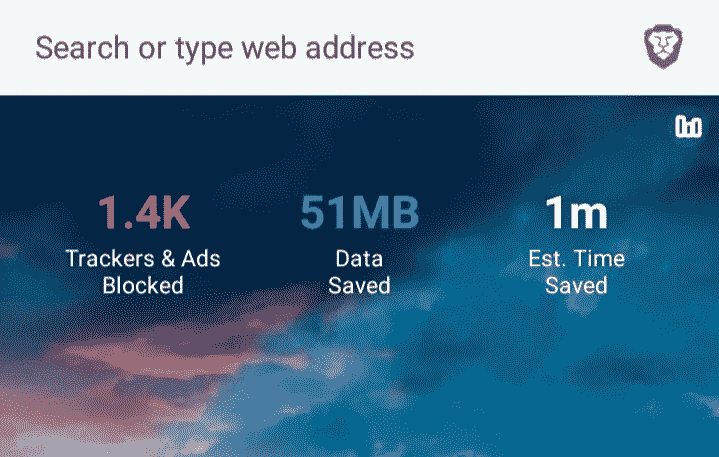 Search or type web address
1.4K 51MB 1m
Trackers & Ads Data Est. Time
Blocked Saved Saved